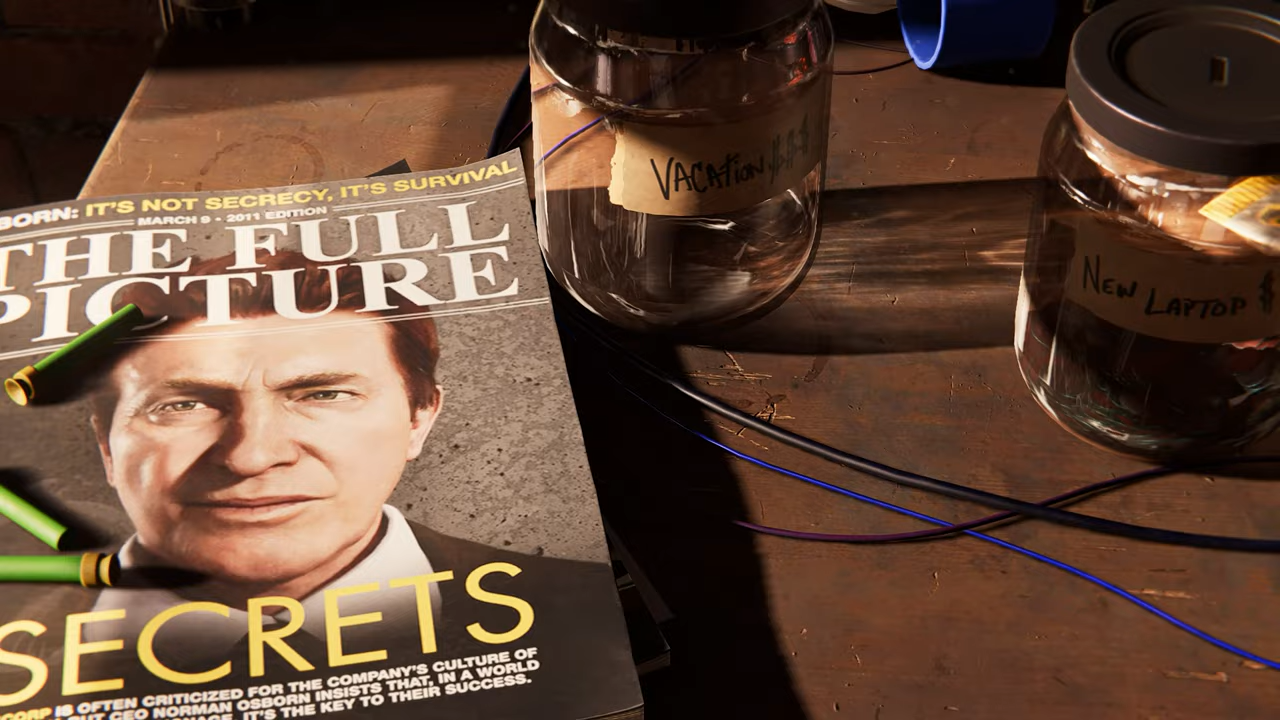 BORN: IT'S NOT SECRECY, IT'S SURVIVAL
MARCH 9 • 2011 EDITION
THE FULL
PICTURE
SECRETS
CORP IS OFTEN CRITICIZED FOR THE COMPANY'S CULTURE OF
BUT CEO NORMAN OSBORN INSISTS THAT, IN A WORLD
IT'S THE KEY TO THEIR SUCCESS.
VACATION
NEW LAPTOP $